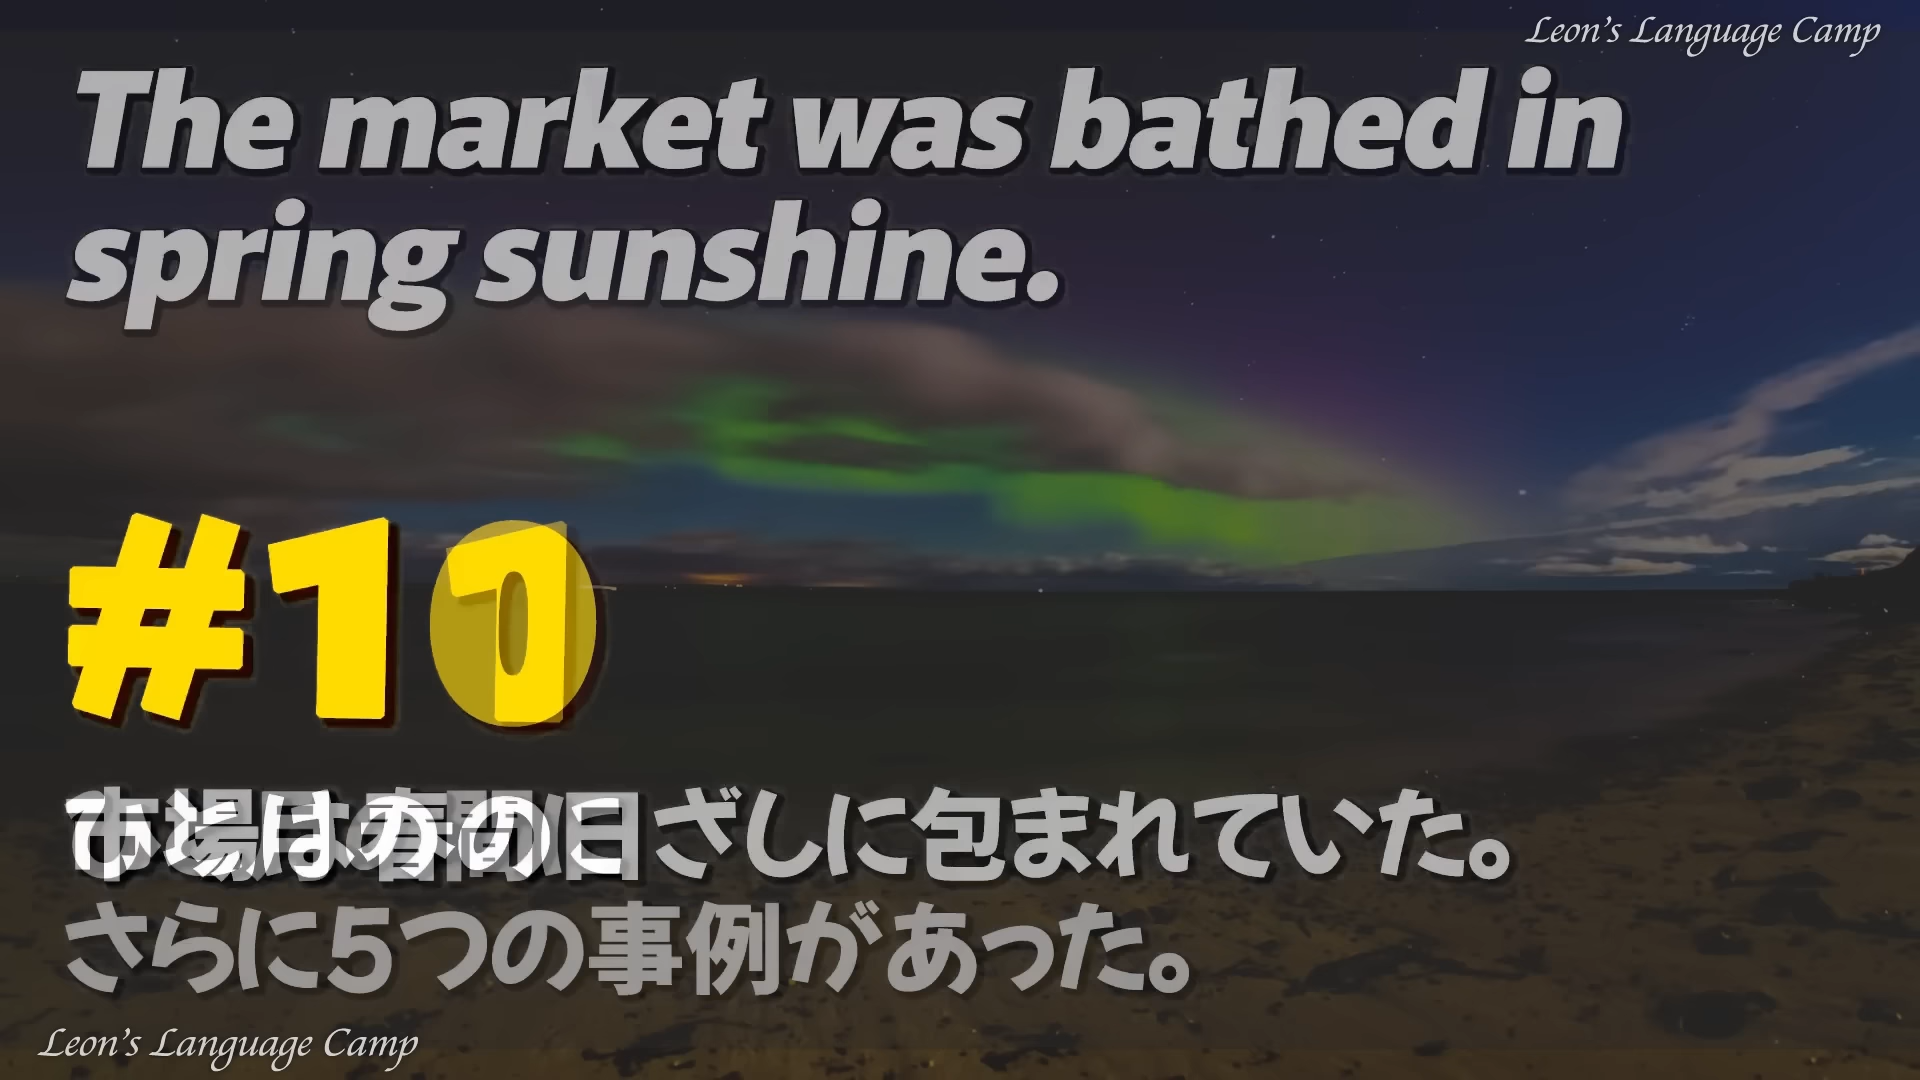 Leon's Language Camp
The market was bathed in
spring sunshine.
#11
市場は春の日ざしに包まれていた。
さらに5つの事例があった。
Leon's Language Camp